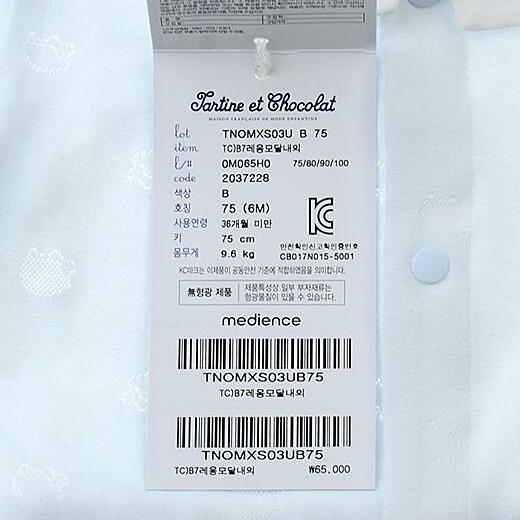 Tartine et Chocolat
MAISON FRANÇAISE DE MODE ENFANTINE
lot TNOMXS03U B 75
item TC)B7레옹모달내의
l/# 0M065H0 75/80/90/100
code 2037228
색상 B
호칭 75 (6M)
사용연령 36개월 미만
키 75 cm
몸무게 9.6 kg
안전확인신고확인증번호
CB017N015-5001
KC마크는 이제품이 공통안전 기준에 적합하였음을 의미합니다.
無형광 제품
제품특성상 일부 부자재류는
형광물질이 있을 수 있습니다.
medience
TNOMXS03UB75
TC)B7레옹모달내의
TNOMXS03UB75
TC)B7레옹모달내의 ₩65,000